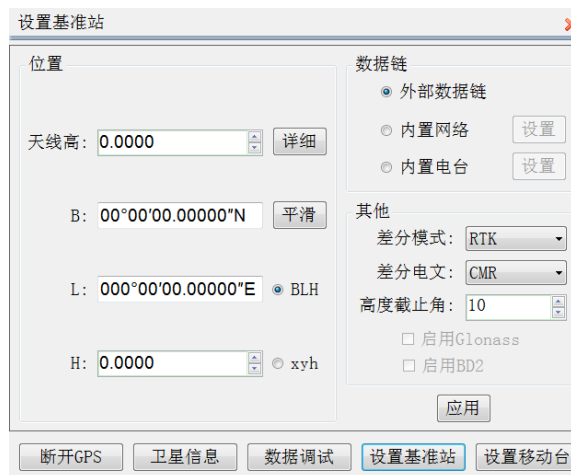 设置基准站
位置
天线高: 0.0000 详细
B: 00°00′00.00000″N 平滑
L: 000°00′00.00000″E BLH
H: 0.0000 xyh
数据链
外部数据链
内置网络 设置
内置电台 设置
其他
差分模式: RTK
差分电文: CMR
高度截止角: 10
启用Glonass
启用BD2
应用
断开GPS 卫星信息 数据调试 设置基准站 设置移动台